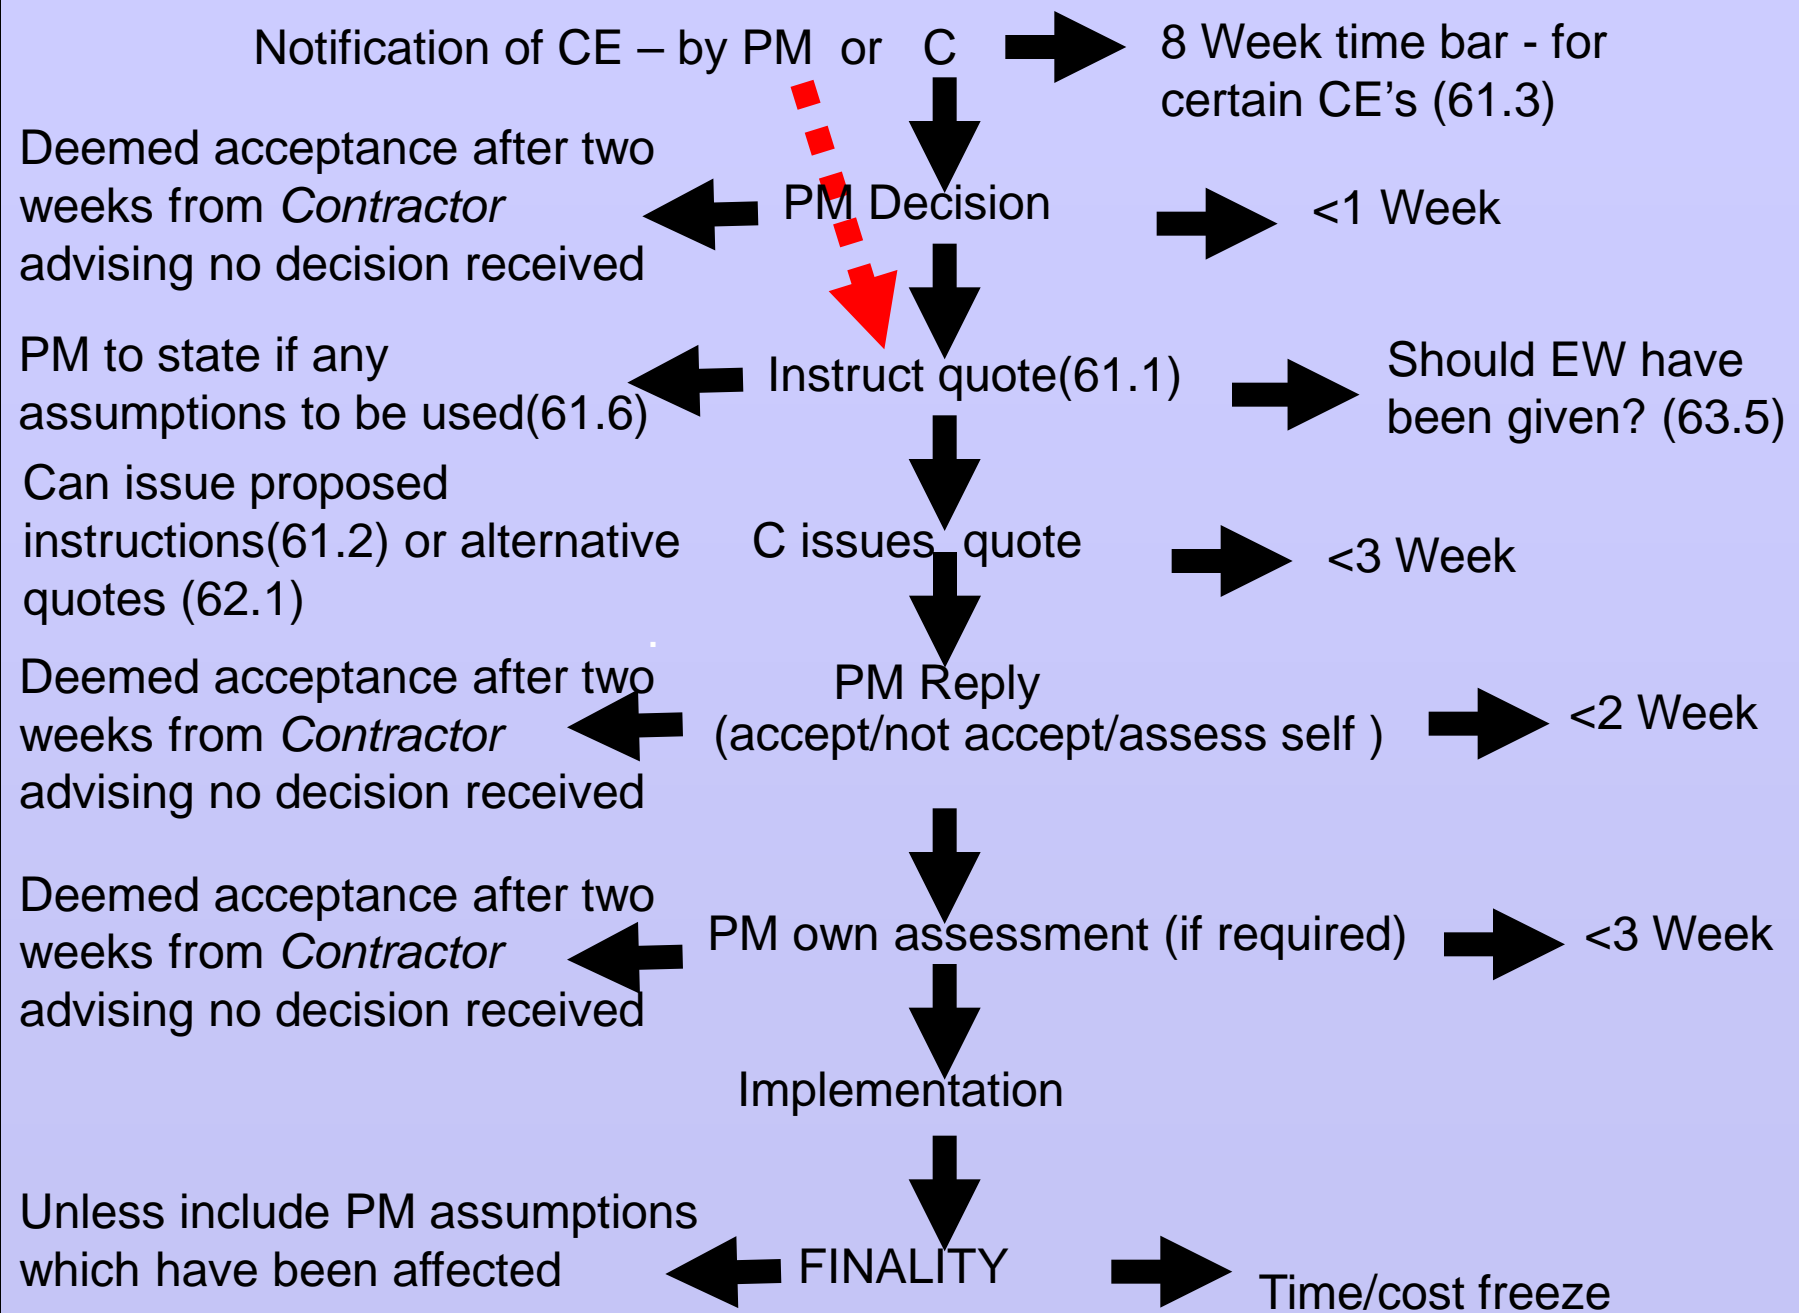 Notification of CE – by PM or C
8 Week time bar - for
certain CE's (61.3)
Deemed acceptance after two
weeks from Contractor
advising no decision received
PM Decision
<1 Week
PM to state if any
assumptions to be used(61.6)
Instruct quote(61.1)
Should EW have
been given? (63.5)
Can issue proposed
instructions(61.2) or alternative
quotes (62.1)
C issues quote
<3 Week
Deemed acceptance after two
weeks from Contractor
advising no decision received
PM Reply
(accept/not accept/assess self )
<2 Week
Deemed acceptance after two
weeks from Contractor
advising no decision received
PM own assessment (if required)
<3 Week
Implementation
Unless include PM assumptions
which have been affected
FINALITY
Time/cost freeze